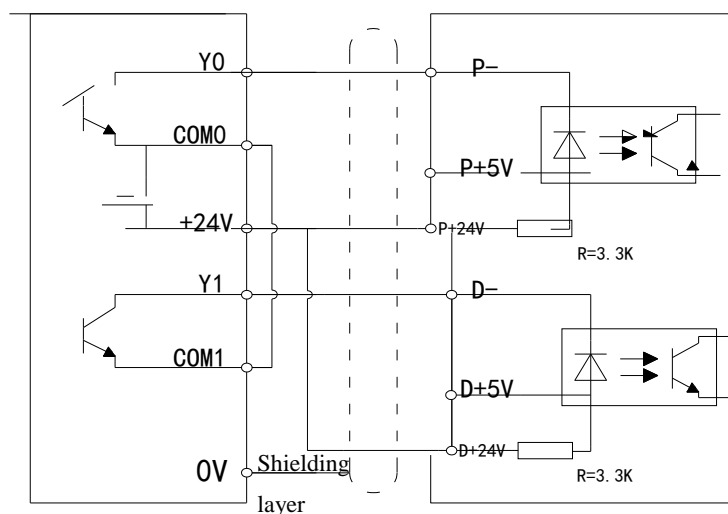 Y0
P-
COM0
P+5V
+24V
P+24V
R=3.3K
Y1
D-
COM1
D+5V
0V
Shielding
layer
D+24V
R=3.3K